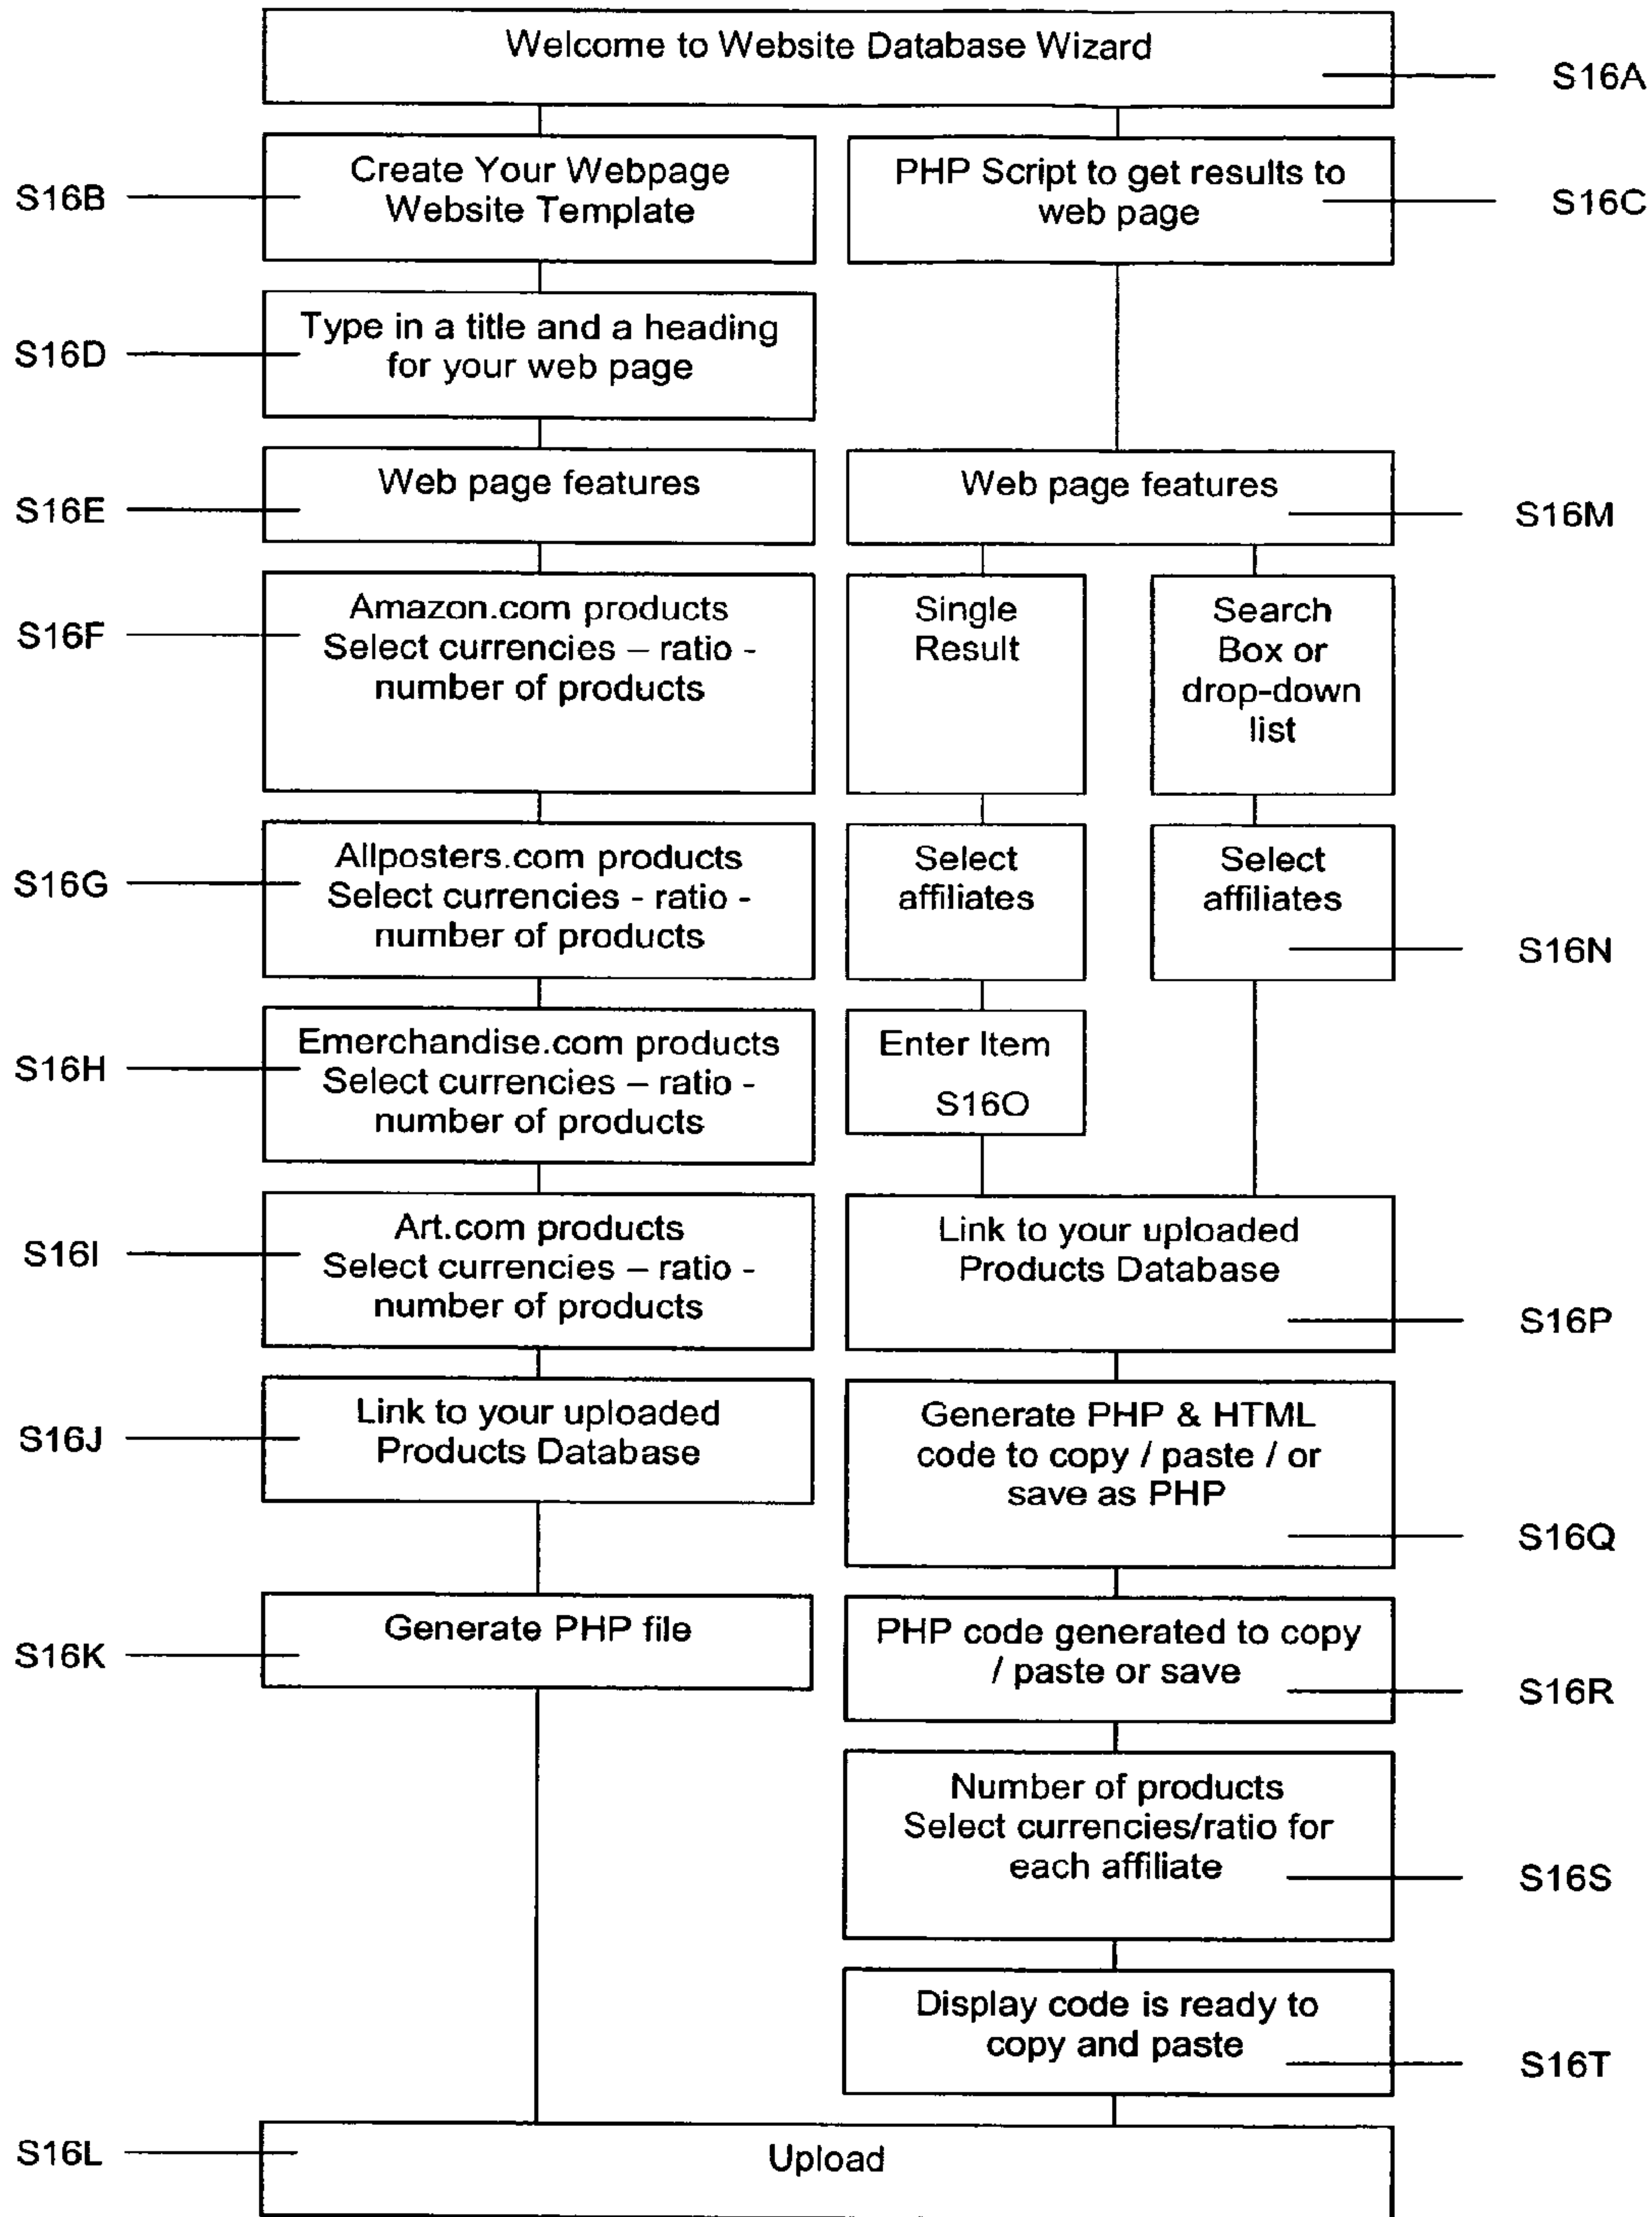 Welcome to Website Database Wizard
S16A
Create Your Webpage
Website Template
S16B
PHP Script to get results to
web page
S16C
Type in a title and a heading
for your web page
S16D
Web page features
S16E
Web page features
S16M
Amazon.com products
Select currencies – ratio -
number of products
S16F
Single
Result
Search
Box or
drop-down
list
Allposters.com products
Select currencies - ratio -
number of products
S16G
Select
affiliates
Select
affiliates
S16N
Emerchandise.com products
Select currencies – ratio -
number of products
S16H
Enter Item
S16O
Art.com products
Select currencies – ratio -
number of products
S16I
Link to your uploaded
Products Database
S16P
Link to your uploaded
Products Database
S16J
Generate PHP & HTML
code to copy / paste / or
save as PHP
S16Q
Generate PHP file
S16K
PHP code generated to copy
/ paste or save
S16R
Number of products
Select currencies/ratio for
each affiliate
S16S
Display code is ready to
copy and paste
S16T
Upload
S16L